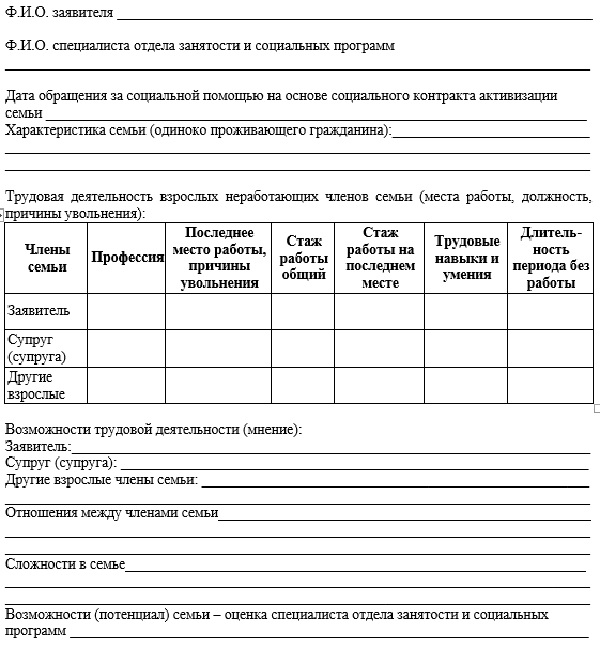 Ф.И.О. заявителя
Ф.И.О. специалиста отдела занятости и социальных программ
Дата обращения за социальной помощью на основе социального контракта активизации
семьи
Характеристика семьи (одиноко проживающего гражданина):
Трудовая деятельность взрослых неработающих членов семьи (места работы, должность,
причины увольнения):
Члены семьи
Профессия
Последнее место работы, причины увольнения
Стаж работы общий
Стаж работы на последнем месте
Трудовые навыки и умения
Длитель-ность периода без работы
Заявитель
Супруг
(супруга)
Другие
взрослые
Возможности трудовой деятельности (мнение):
Заявитель:
Супруг (супруга):
Другие взрослые члены семьи:
Отношения между членами семьи
Сложности в семье
Возможности (потенциал) семьи – оценка специалиста отдела занятости и социальных
программ